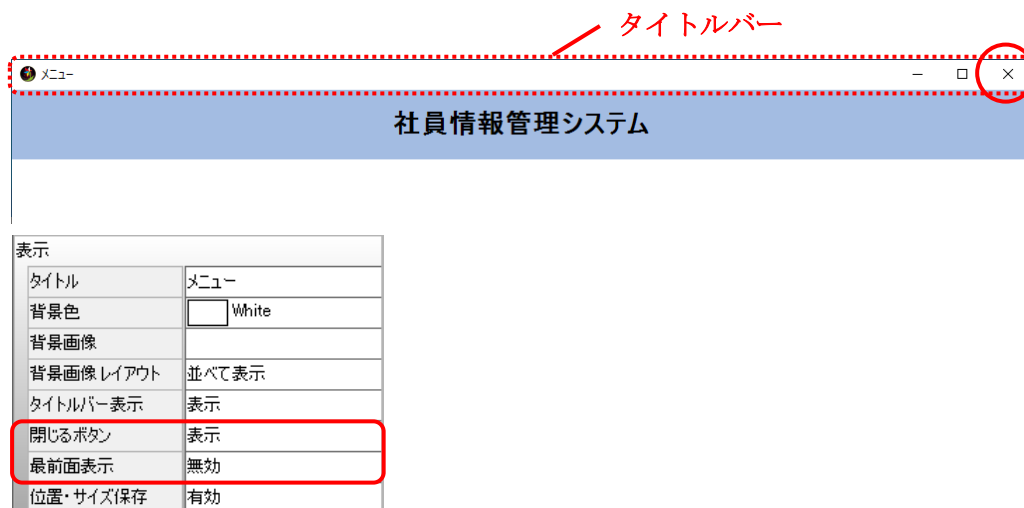 タイトルバー
メニュー
社員情報管理システム
表示
タイトル メニュー
背景色 White
背景画像
背景画像レイアウト 並べて表示
タイトルバー表示 表示
閉じるボタン 表示
最前面表示 無効
位置・サイズ保存 有効